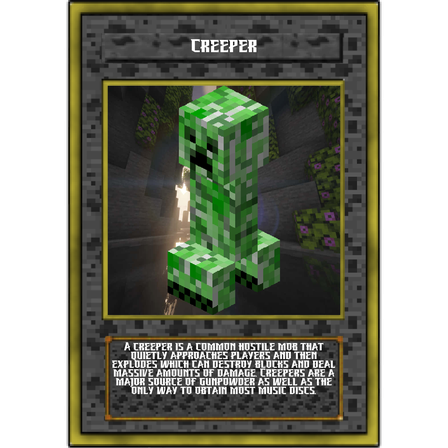 CREEPER
A CREEPER IS A COMMON HOSTILE MOB THAT
QUIETLY APPROACHES PLAYERS AND THEN
EXPLODES WHICH CAN DESTROY BLOCKS AND DEAL
MASSIVE AMOUNTS OF DAMAGE. CREEPERS ARE A
MAJOR SOURCE OF GUNPOWDER AS WELL AS THE
ONLY WAY TO OBTAIN MOST MUSIC DISCS.